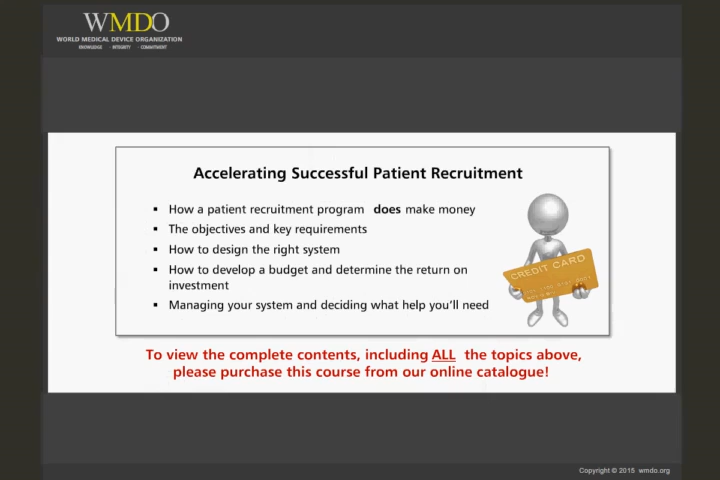 WMDO
WORLD MEDICAL DEVICE ORGANIZATION
KNOWLEDGE · INTEGRITY · COMMITMENT
Accelerating Successful Patient Recruitment
▪ How a patient recruitment program does make money
▪ The objectives and key requirements
▪ How to design the right system
▪ How to develop a budget and determine the return on
investment
▪ Managing your system and deciding what help you'll need
CREDIT CARD
To view the complete contents, including ALL the topics above,
please purchase this course from our online catalogue!
Copyright © 2015 wmdo.org